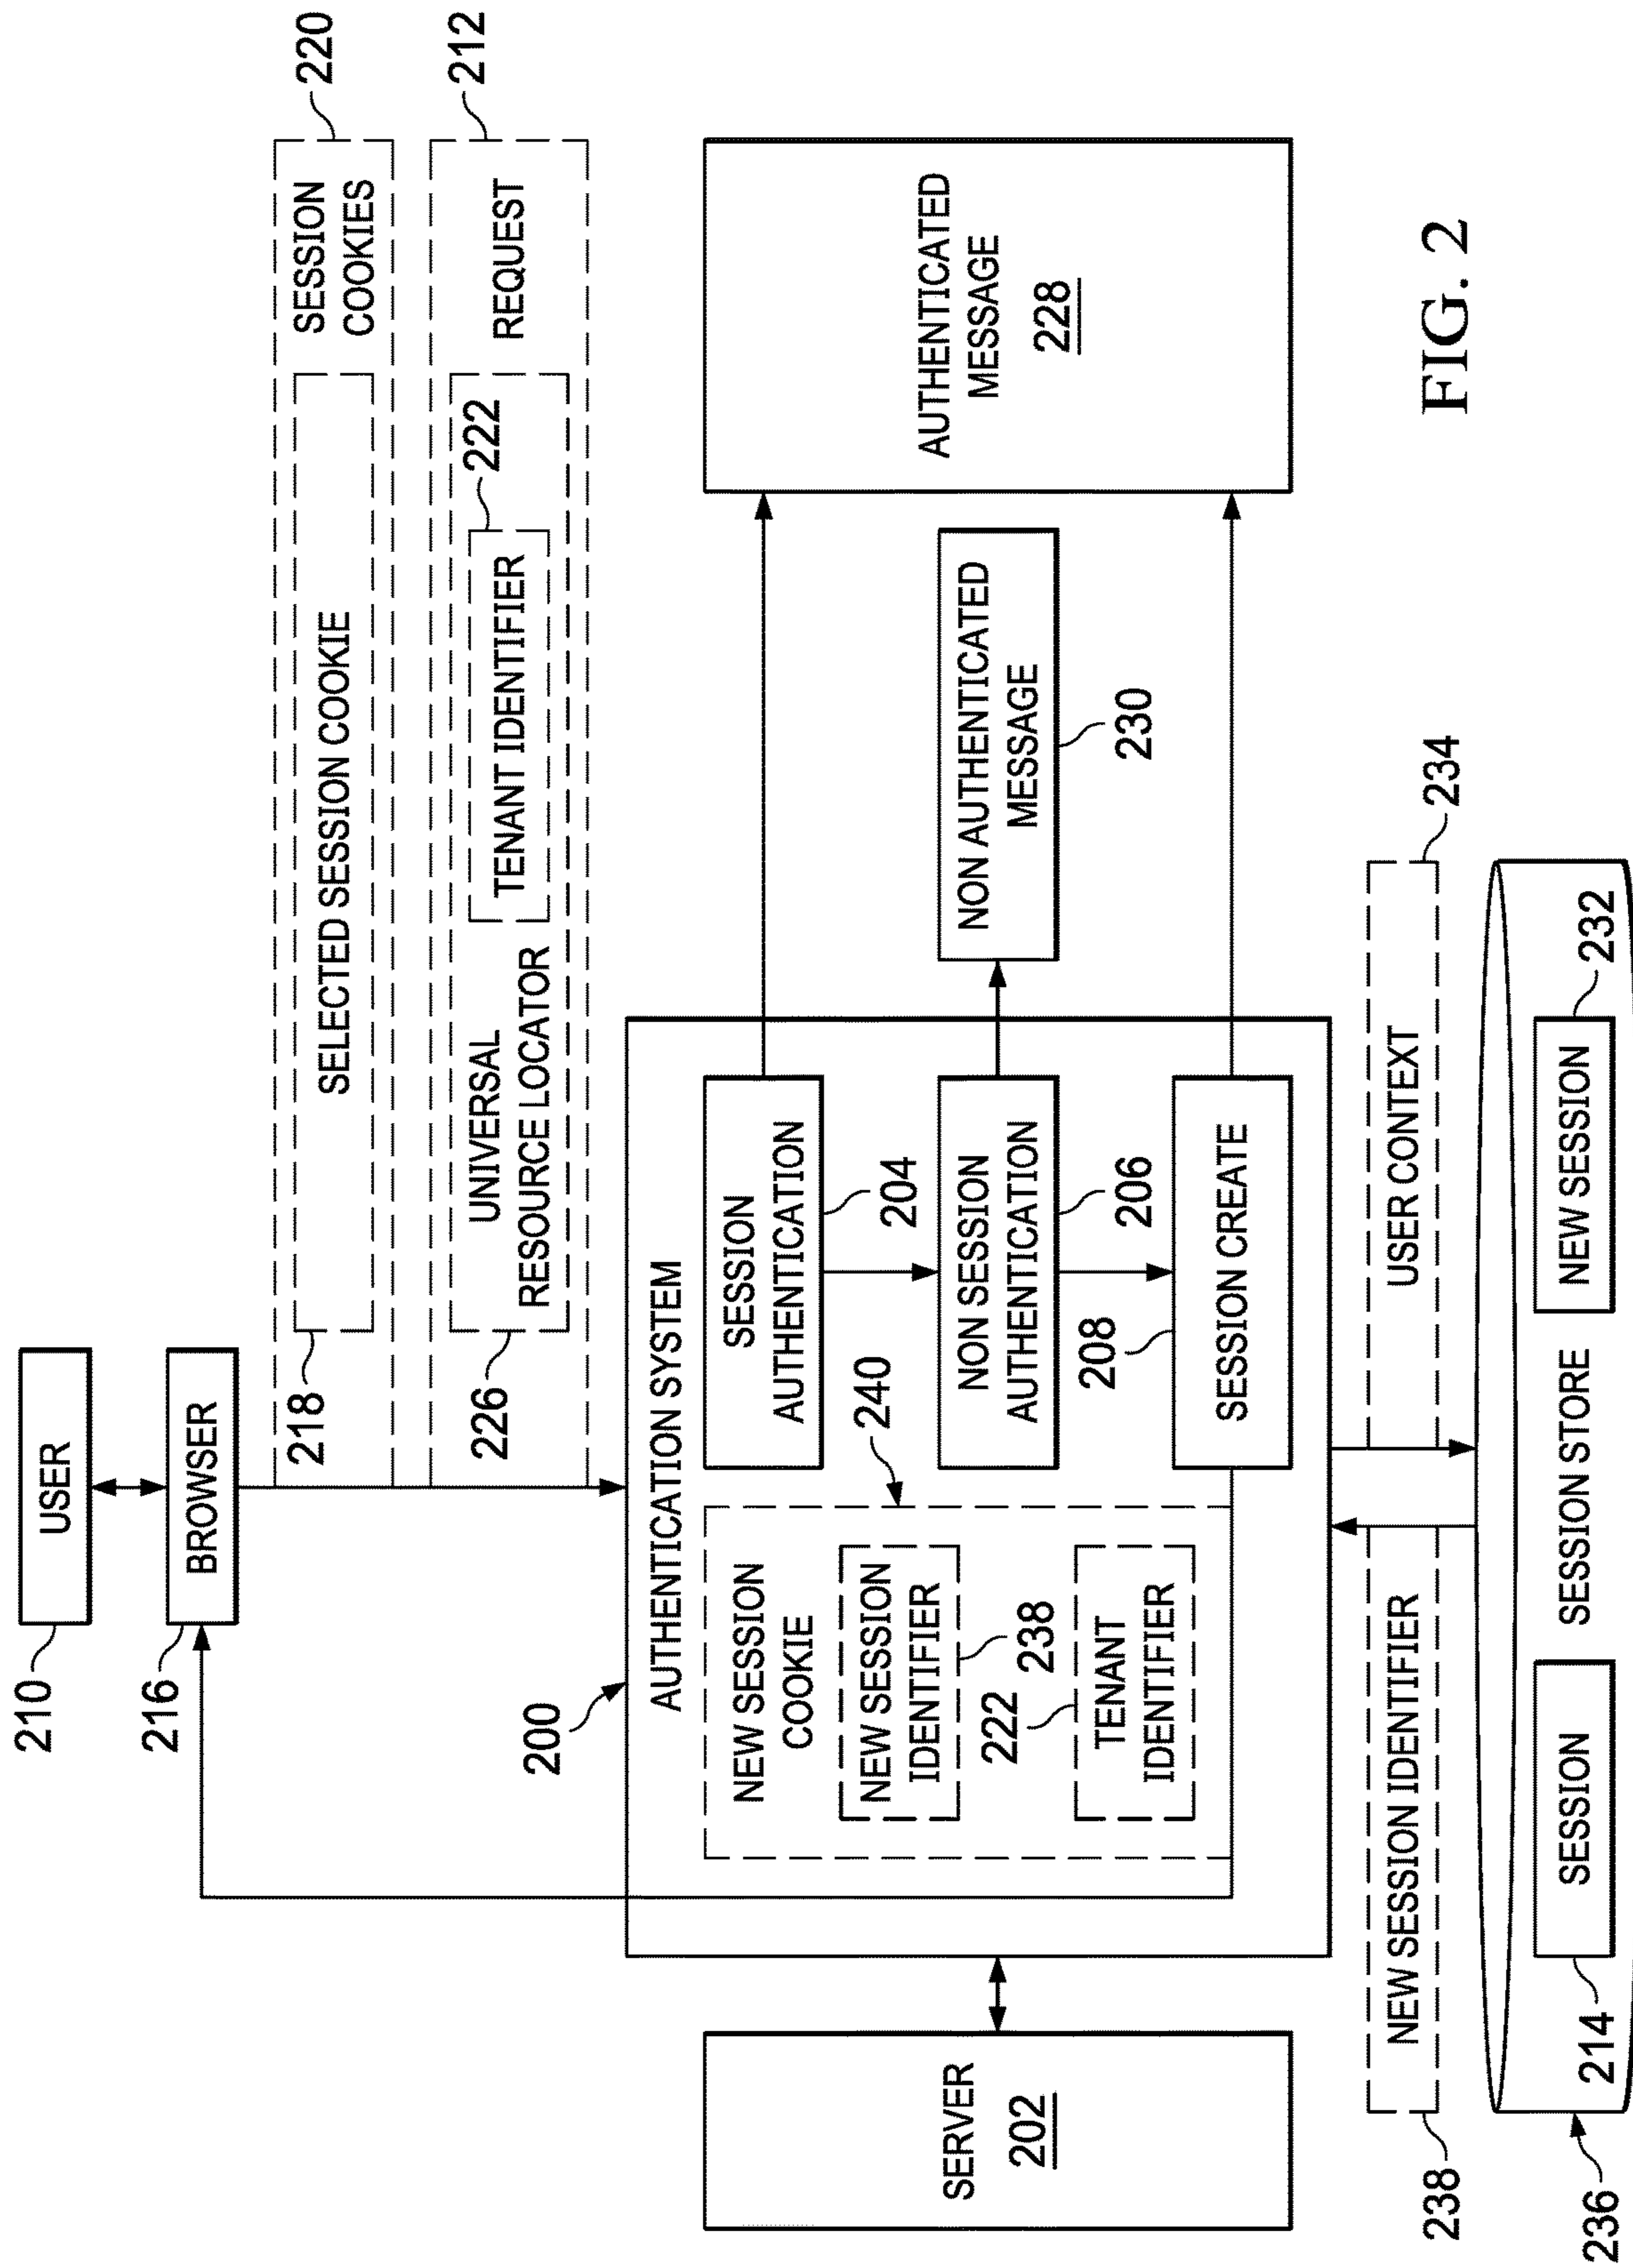 210
USER
216
BROWSER
SESSION
COOKIES
220
218
SELECTED SESSION COOKIE
REQUEST
212
226
UNIVERSAL
RESOURCE LOCATOR
TENANT IDENTIFIER
222
200
AUTHENTICATION SYSTEM
NEW SESSION
COOKIE
240
NEW SESSION
IDENTIFIER
238
222
TENANT
IDENTIFIER
SESSION
AUTHENTICATION
204
NON SESSION
AUTHENTICATION
206
208
SESSION CREATE
SERVER
202
NON AUTHENTICATED
MESSAGE
230
AUTHENTICATED
MESSAGE
228
238
NEW SESSION IDENTIFIER
USER CONTEXT
234
236
214
SESSION
SESSION STORE
NEW SESSION
232
FIG. 2